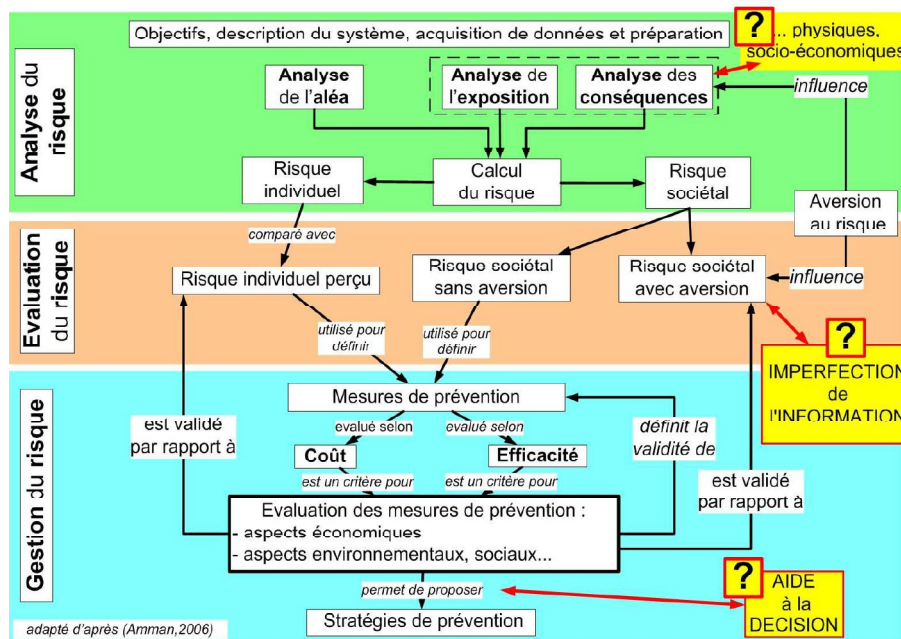 Objectifs, description du système, acquisition de données et préparation
?
... physiques,
socio-économiques
Analyse du
risque
Analyse
de l'aléa
Analyse de
l'exposition
Analyse des
conséquences
influence
Risque
individuel
Calcul
du risque
Risque
sociétal
Aversion
au risque
Evaluation
du risque
comparé avec
Risque individuel perçu
Risque sociétal
sans aversion
Risque sociétal
avec aversion
influence
utilisé pour
définir
utilisé pour
définir
?
IMPERFECTION
de
l'INFORMATION
Gestion du risque
Mesures de prévention
est validé
par rapport à
evalué selon
evalué selon
définit la
validité de
Coût
Efficacité
est validé
par rapport à
est un critère pour
est un critère pour
Evaluation des mesures de prévention :
- aspects économiques
- aspects environnementaux, sociaux...
permet de proposer
?
AIDE
à la
DECISION
Stratégies de prévention
adapté d'après (Amman,2006)